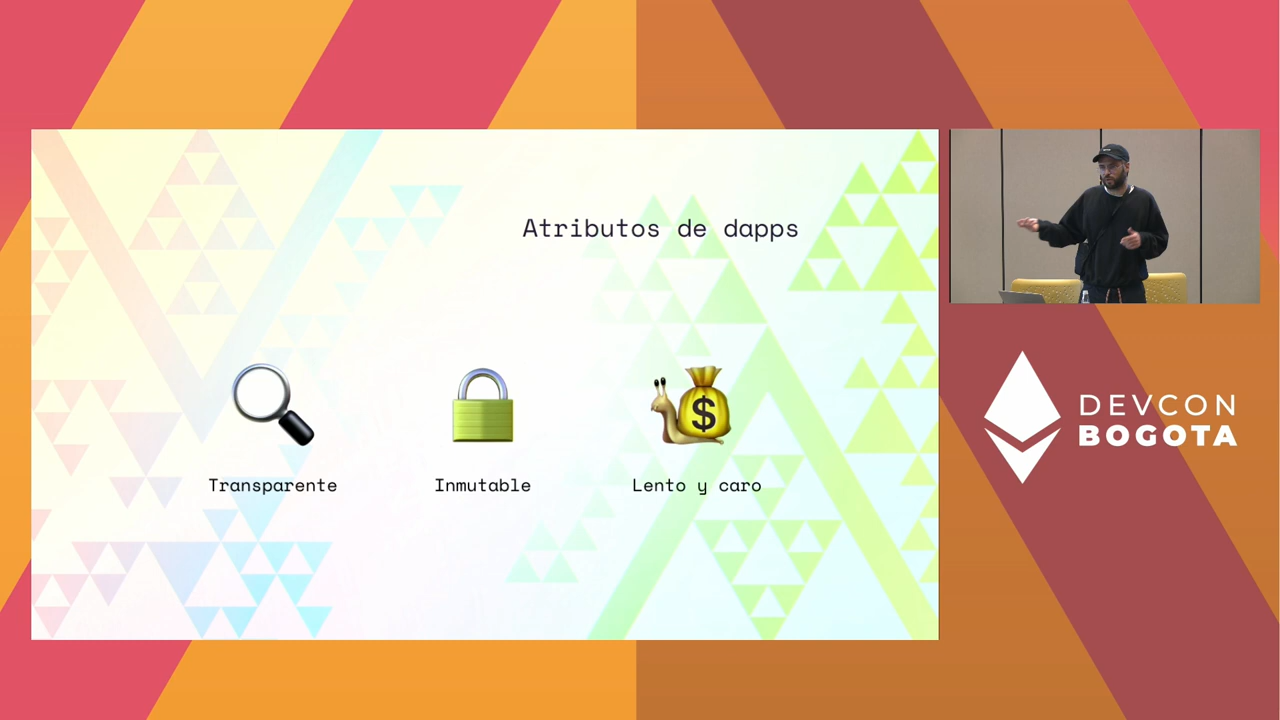 Atributos de dapps
Transparente
Inmutable
Lento y caro
DEVCON
BOGOTA